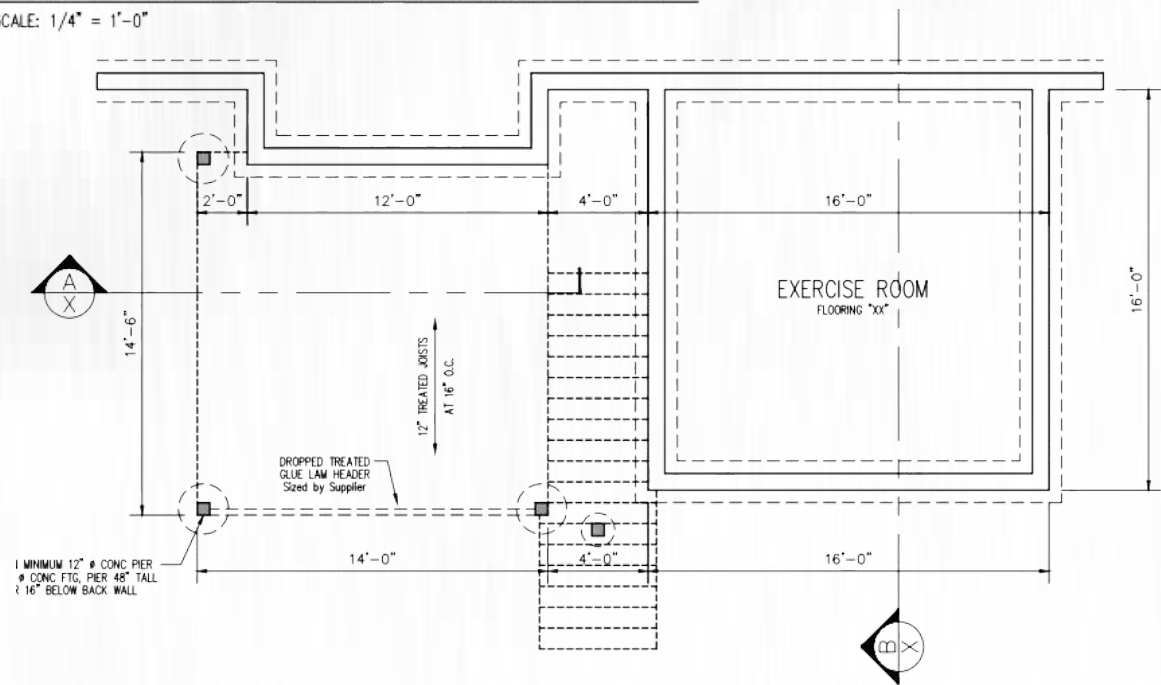 SCALE: 1/4" = 1'-0"
2'-0"
12'-0"
4'-0"
16'-0"
A
X
EXERCISE ROOM
FLOORING "XX"
16'-0"
14'-6"
12" TREATED JOISTS
AT 16" O.C.
DROPPED TREATED
GLUE LAM HEADER
Sized by Supplier
14'-0"
4'-0"
16'-0"
MINIMUM 12" ø CONC PIER
ø CONC FTG, PIER 48" TALL
16" BELOW BACK WALL
B
X